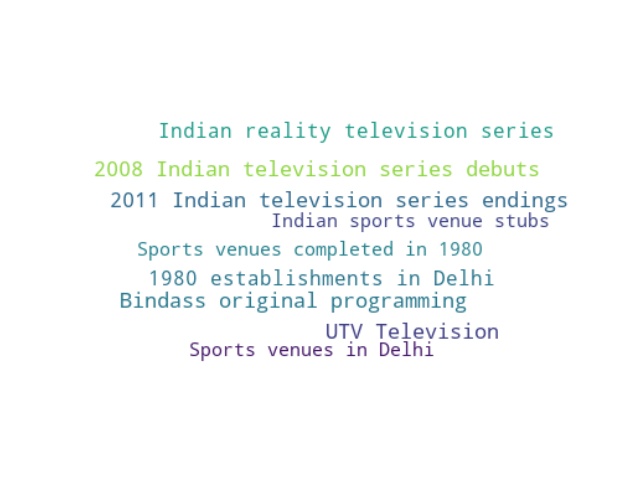 Indian reality television series
2008 Indian television series debuts
2011 Indian television series endings
Indian sports venue stubs
Sports venues completed in 1980
1980 establishments in Delhi
Bindass original programming
UTV Television
Sports venues in Delhi